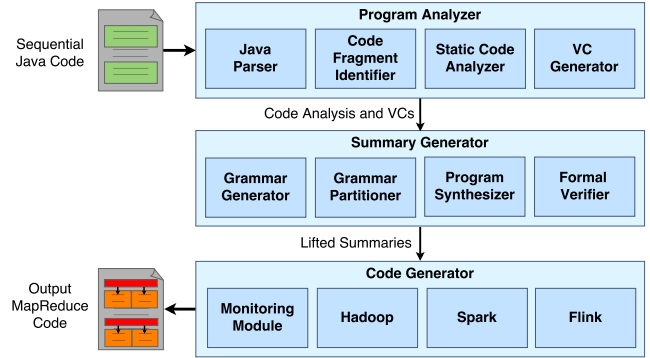 Program Analyzer
Sequential
Java Code
Java
Parser
Code
Fragment
Identifier
Static Code
Analyzer
VC
Generator
Code Analysis and VCs
Summary Generator
Grammar
Generator
Grammar
Partitioner
Program
Synthesizer
Formal
Verifier
Lifted Summaries
Code Generator
Output
MapReduce
Code
Monitoring
Module
Hadoop
Spark
Flink